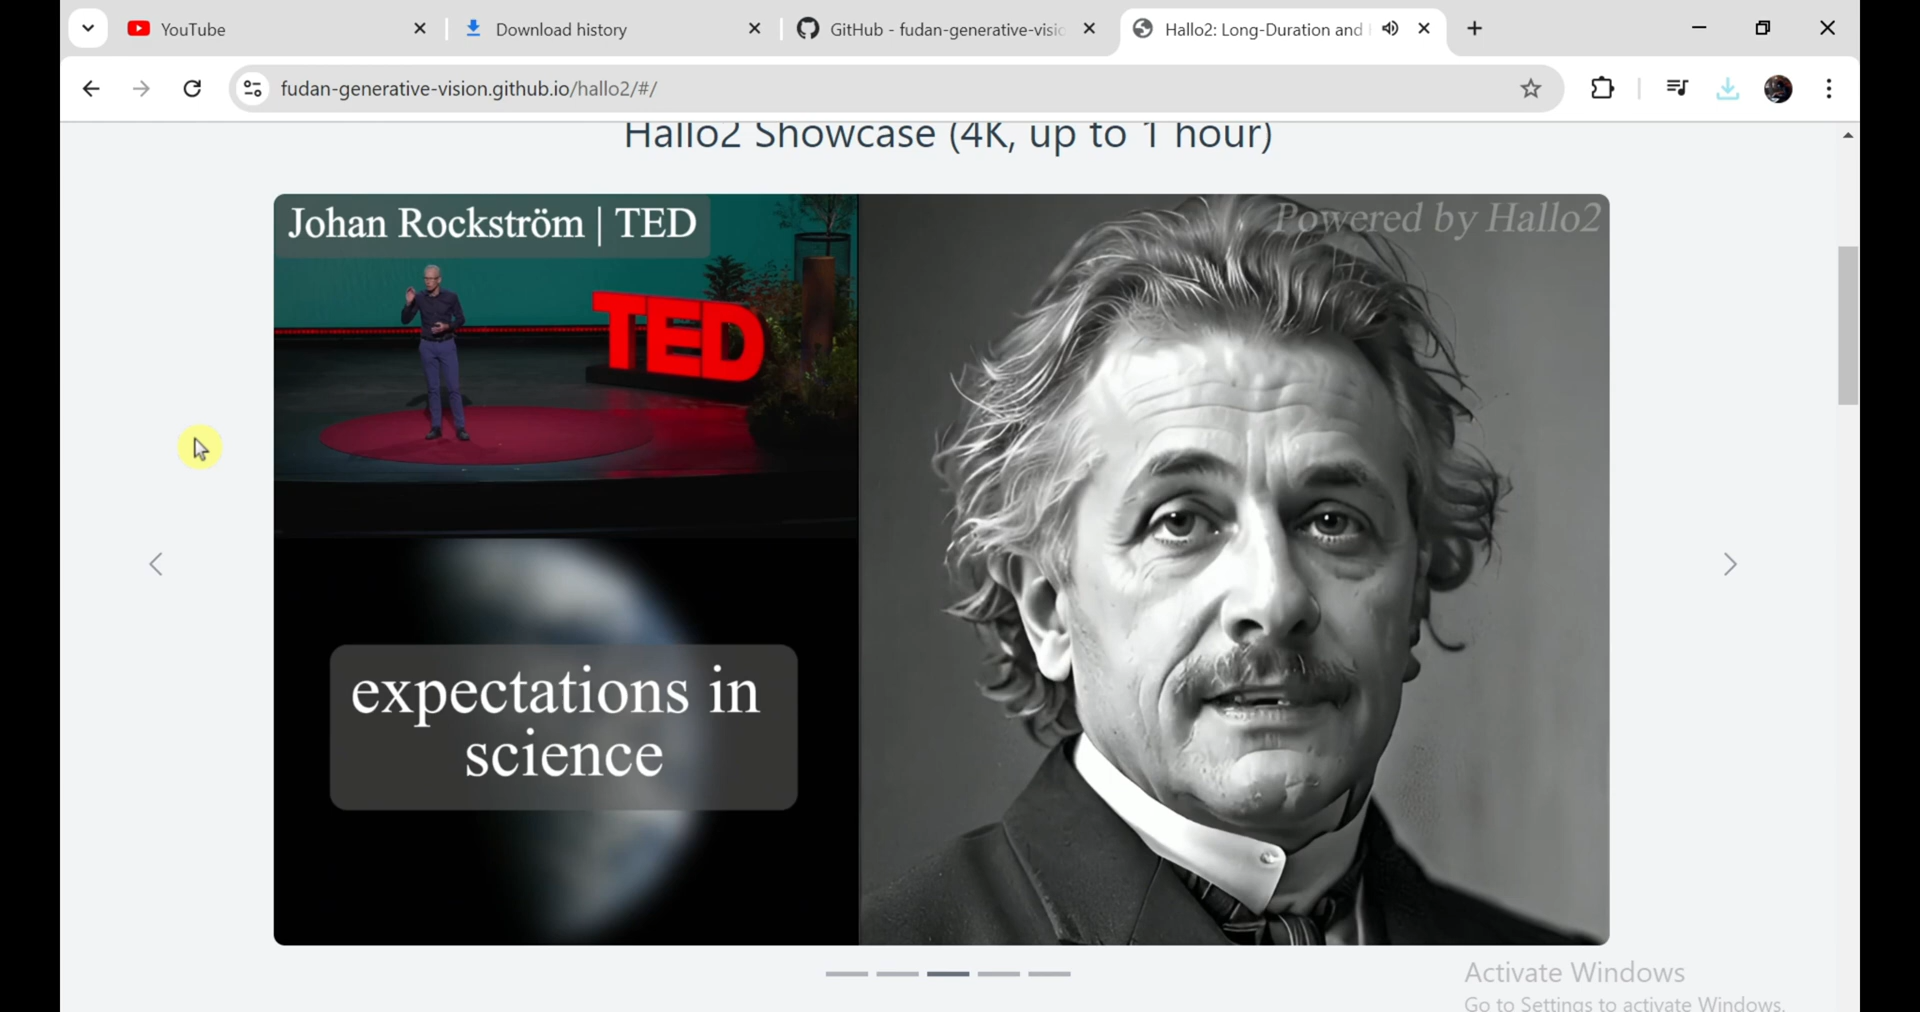 YouTube
Download history
GitHub - fudan-generative-visio
Hallo2: Long-Duration and
fudan-generative-vision.github.io/hallo2/#/
Hallo2 Showcase (4K, up to 1 hour)
Johan Rockström | TED
Powered by Hallo2
TED
expectations in
science
Activate Windows
Go to Settings to activate Windows.